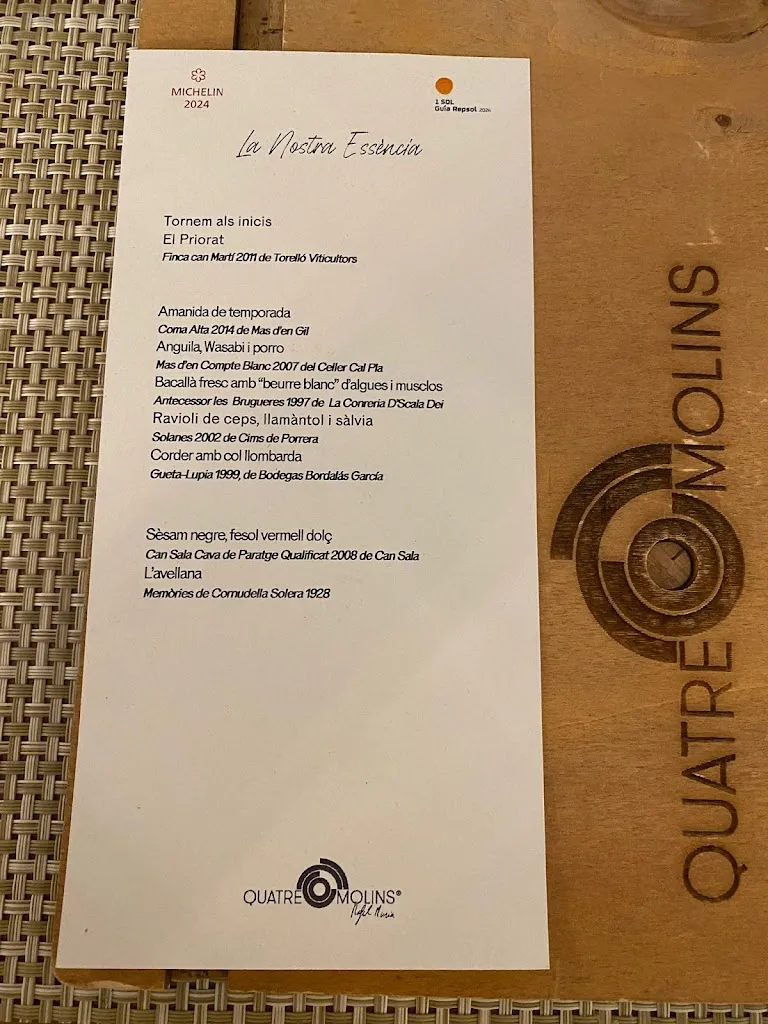 MICHELIN
2024
1 SOL
Guía Repsol 2024
La Nostra Essència
Tornem als inicis
El Priorat
Finca can Martí 2011 de Torelló Viticultors
Amanida de temporada
Coma Alta 2014 de Mas d'en Gil
Anguila, Wasabi i porro
Mas d'en Compte Blanc 2007 del Celler Cal Pla
Bacallà fresc amb “beurre blanc” d'algues i musclos
Antecessor les Brugueres 1997 de La Conreria D'Scala Dei
Ravioli de ceps, llamàntol i sàlvia
Solanes 2002 de Cims de Porrera
Corder amb col llombarda
Gueta-Lupia 1999, de Bodegas Bordalás García
Sèsam negre, fesol vermell dolç
Can Sala Cava de Paratge Qualificat 2008 de Can Sala
L'avellana
Memòries de Cornudella Solera 1928
QUATRE MOLINS®
QUATRE MOLINS